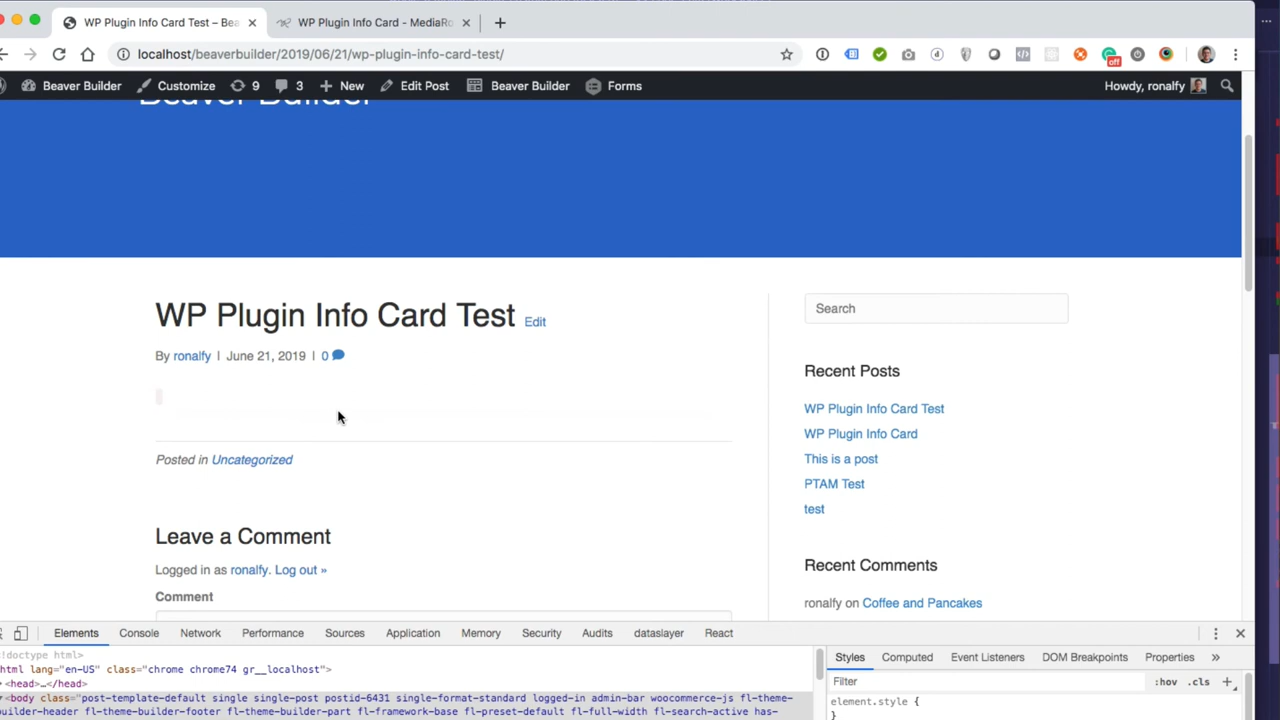 WP Plugin Info Card Test – Bea
WP Plugin Info Card - MediaRo
localhost/beaverbuilder/2019/06/21/wp-plugin-info-card-test/
off
Beaver Builder Customize 9 3 New Edit Post Beaver Builder Forms Howdy, ronalfy
Beaver Builder
WP Plugin Info Card Test Edit
By ronalfy | June 21, 2019 | 0
Posted in Uncategorized
Leave a Comment
Logged in as ronalfy. Log out »
Comment
Search
Recent Posts
WP Plugin Info Card Test
WP Plugin Info Card
This is a post
PTAM Test
test
Recent Comments
ronalfy on Coffee and Pancakes
Elements Console Network Performance Sources Application Memory Security Audits dataslayer React
!doctype html>
html lang="en-US" class="chrome chrome74 gr__localhost">
<head>…</head>
<body class="post-template-default single single-post postid-6431 single-format-standard logged-in admin-bar woocommerce-js fl-theme-
builder-header fl-theme-builder-footer fl-theme-builder-part fl-framework-base fl-preset-default fl-full-width fl-search-active has-
Styles Computed Event Listeners DOM Breakpoints Properties »
Filter :hov .cls +
element.style {
}